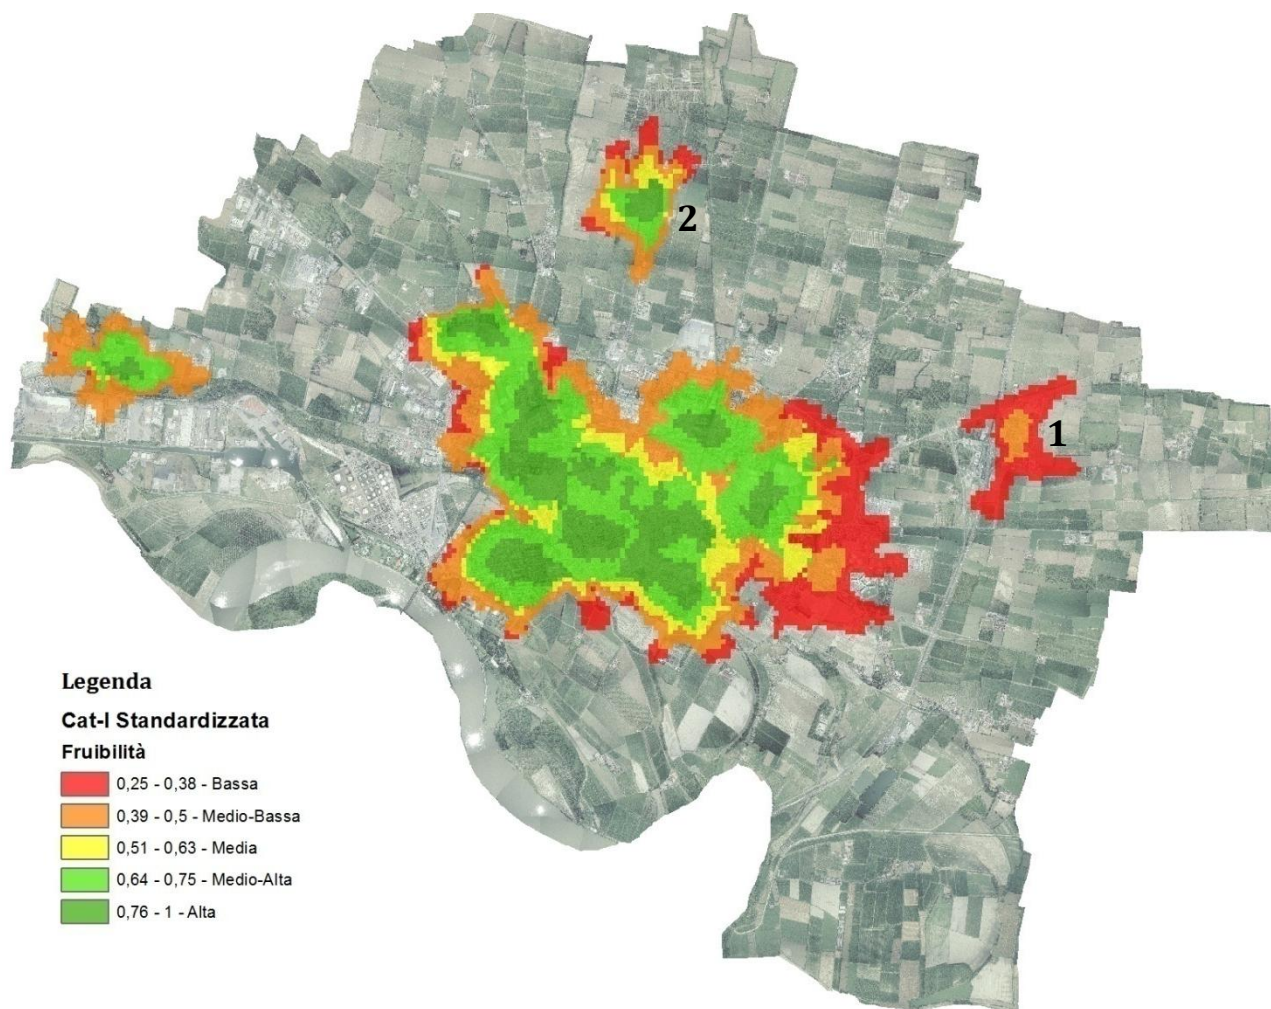 2
1
Legenda
Cat-I Standardizzata
Fruibilità
0,25 - 0,38 - Bassa
0,39 - 0,5 - Medio-Bassa
0,51 - 0,63 - Media
0,64 - 0,75 - Medio-Alta
0,76 - 1 - Alta